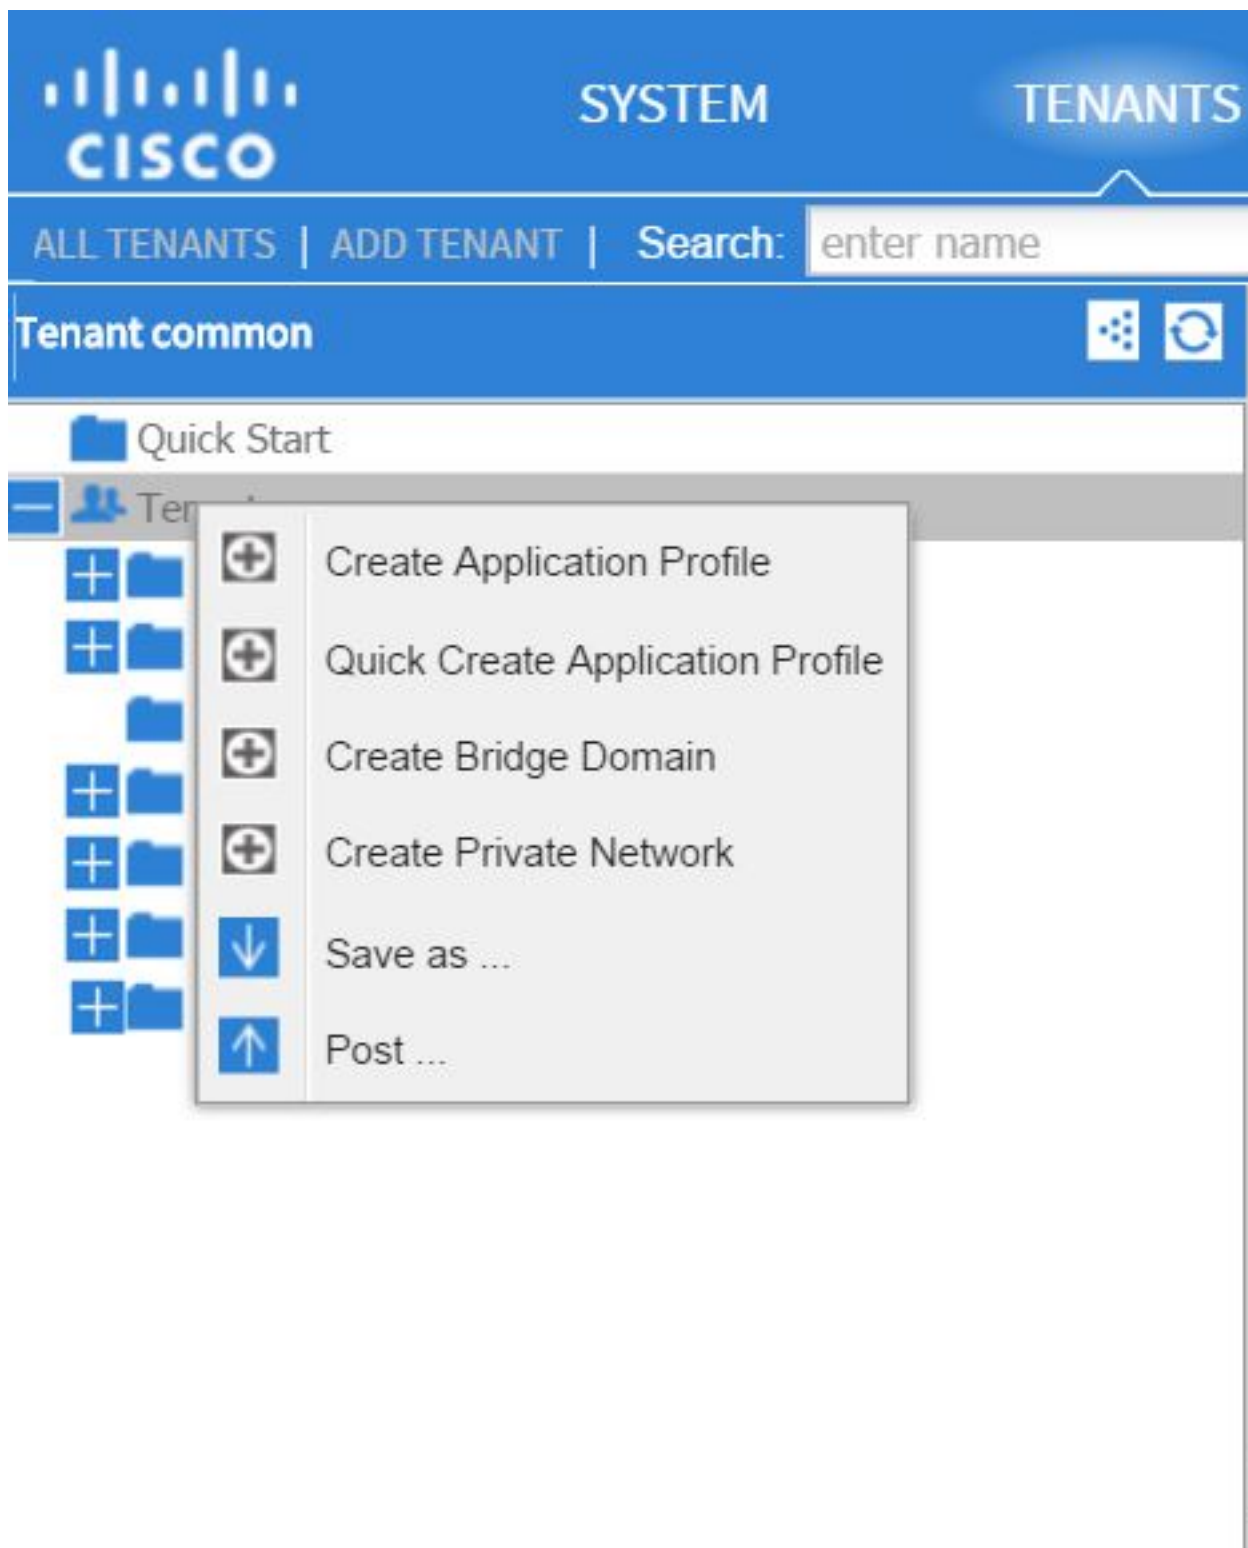 CISCO
SYSTEM TENANTS
ALL TENANTS | ADD TENANT | Search: enter name
Tenant common
Quick Start
Create Application Profile
Quick Create Application Profile
Create Bridge Domain
Create Private Network
Save as ...
Post ...